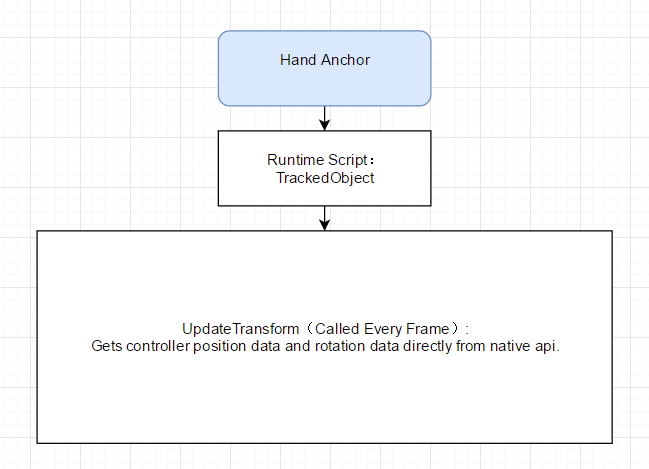 Hand Anchor
Runtime Script：
TrackedObject
UpdateTransform（Called Every Frame）:
Gets controller position data and rotation data directly from native api.